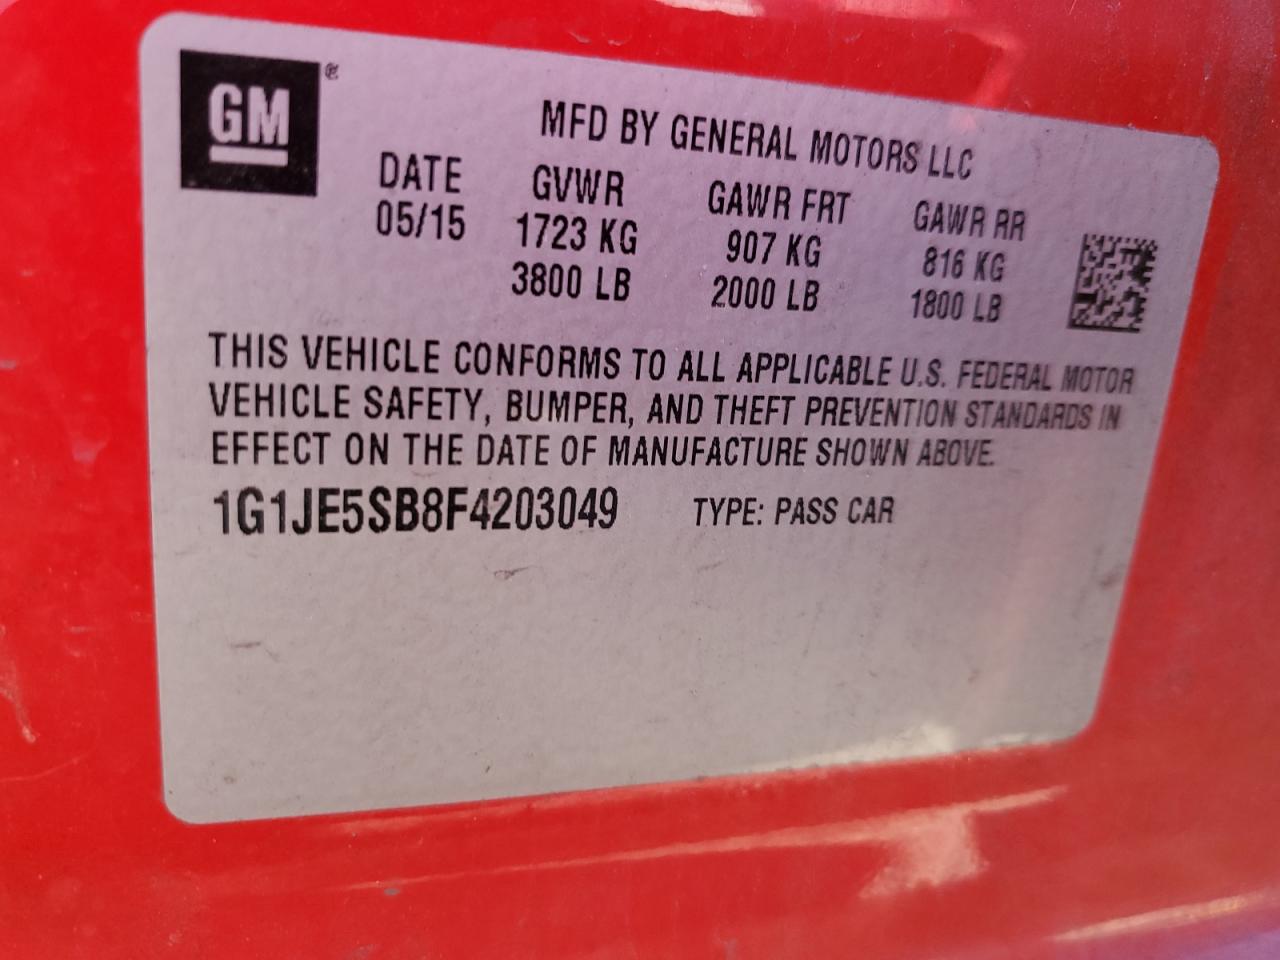 GM
MFD BY GENERAL MOTORS LLC
DATE GVWR GAWR FRT GAWR RR
05/15 1723 KG 907 KG 816 KG
3800 LB 2000 LB 1800 LB
THIS VEHICLE CONFORMS TO ALL APPLICABLE U.S. FEDERAL MOTOR
VEHICLE SAFETY, BUMPER, AND THEFT PREVENTION STANDARDS IN
EFFECT ON THE DATE OF MANUFACTURE SHOWN ABOVE.
1G1JE5SB8F4203049 TYPE: PASS CAR